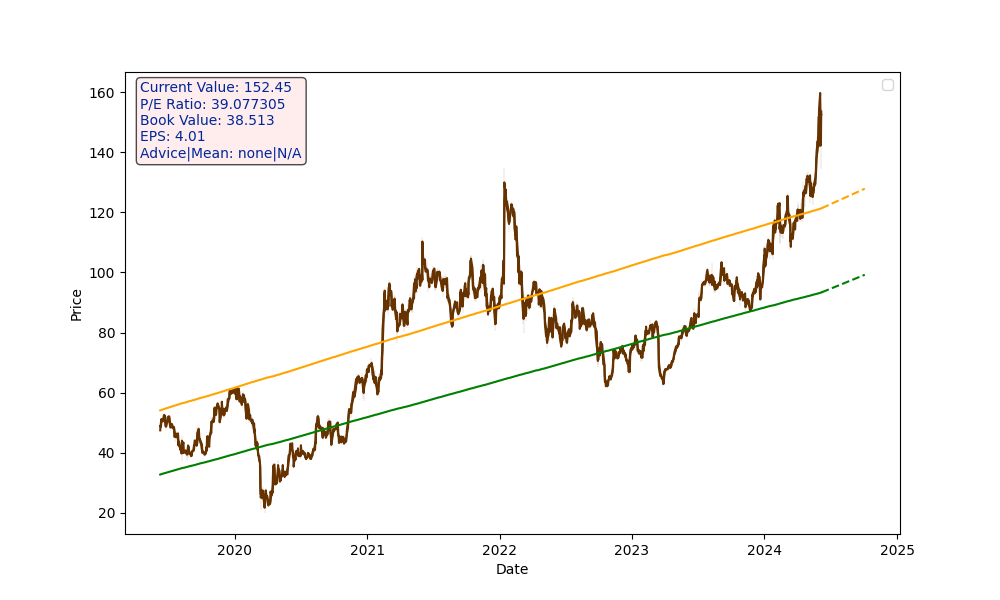 Current Value: 152.45
P/E Ratio: 39.077305
Book Value: 38.513
EPS: 4.01
Advice|Mean: none|N/A
160
140
120
100
80
60
40
20
Price
2020 2021 2022 2023 2024 2025
Date